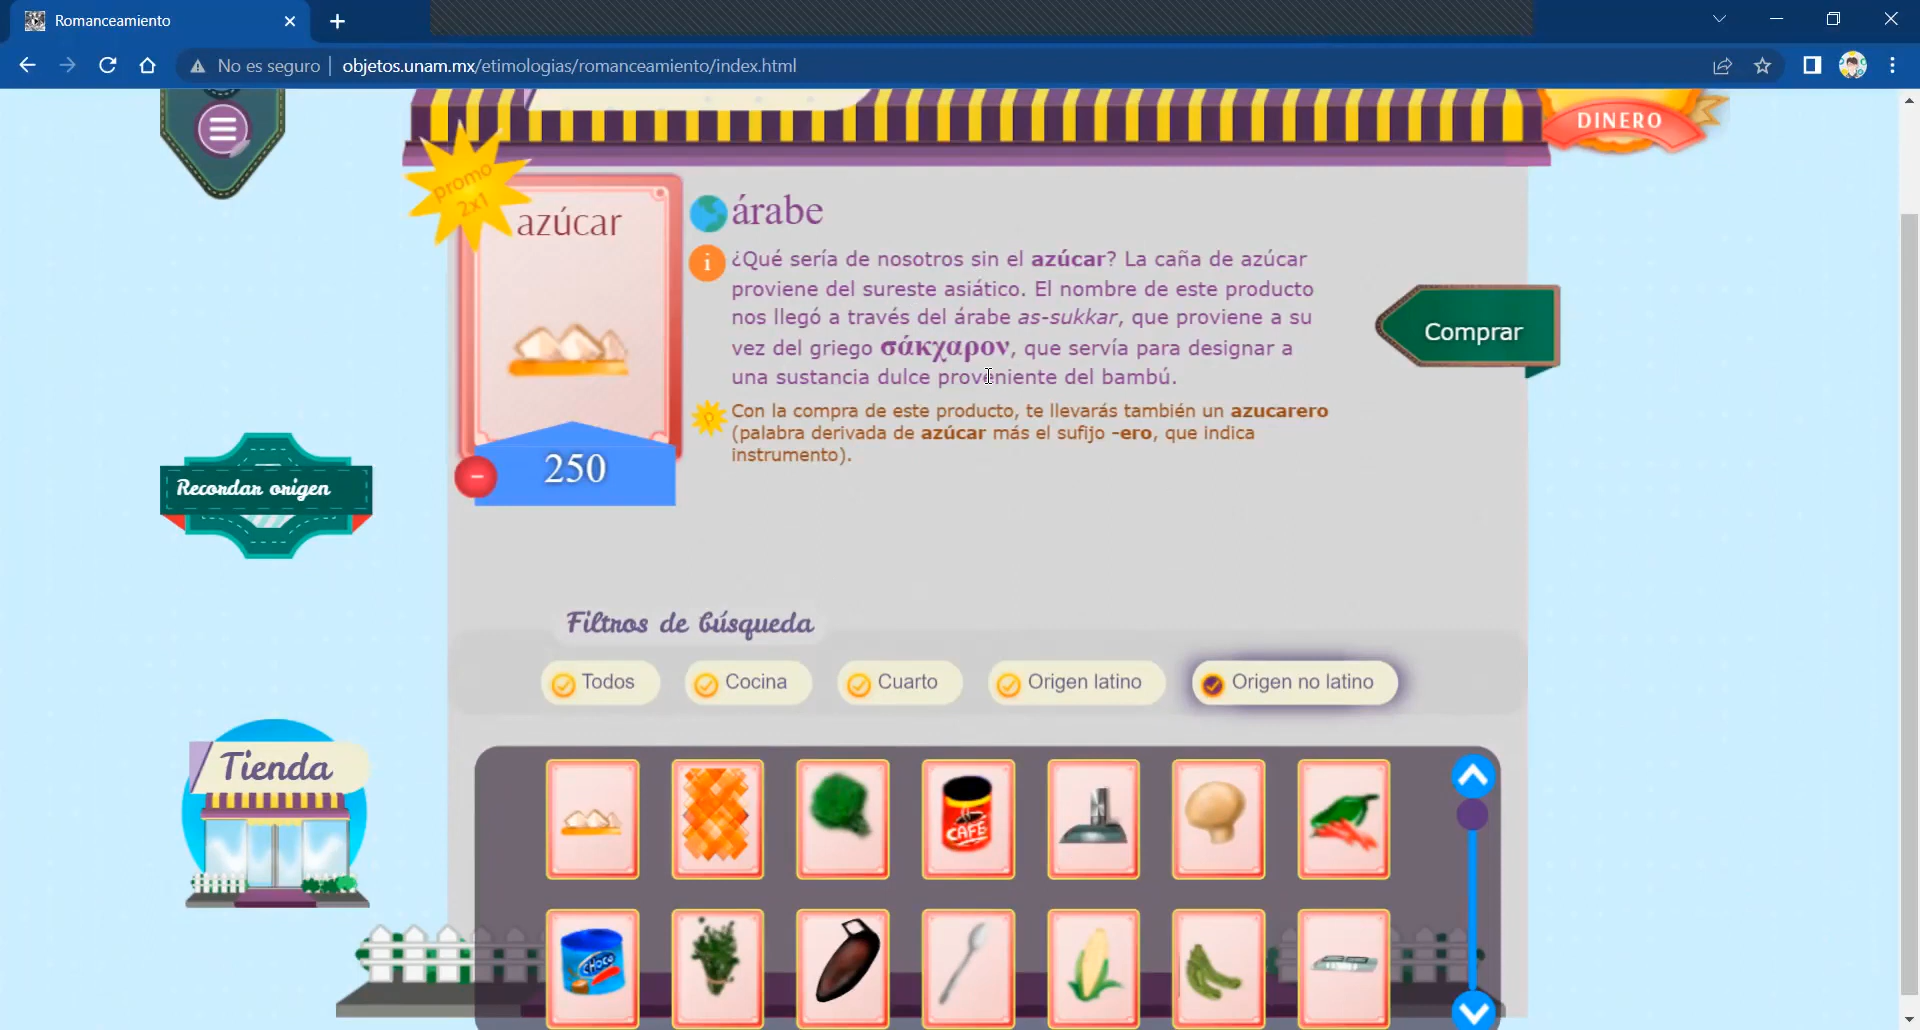 Romanceamiento
No es seguro
objetos.unam.mx/etimologias/romanceamiento/index.html
DINERO
promo
2x1
azúcar
árabe
i
¿Qué sería de nosotros sin el azúcar? La caña de azúcar
proviene del sureste asiático. El nombre de este producto
nos llegó a través del árabe as-sukkar, que proviene a su
vez del griego σάκχαρον, que servía para designar a
una sustancia dulce proveniente del bambú.
Comprar
Con la compra de este producto, te llevarás también un azucarero
(palabra derivada de azúcar más el sufijo -ero, que indica
instrumento).
250
Recordar origen
Filtros de búsqueda
Todos
Cocina
Cuarto
Origen latino
Origen no latino
Tienda
CAFÉ
CHOCO